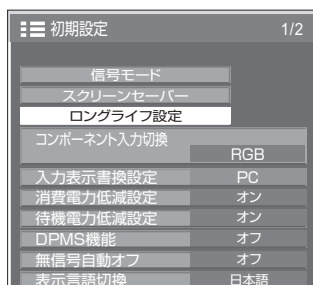 初期設定 1/2
信号モード
スクリーンセーバー
ロングライフ設定
コンポーネント入力切換
RGB
入力表示書換設定 PC
消費電力低減設定 オン
待機電力低減設定 オン
DPMS機能 オフ
無信号自動オフ オフ
表示言語切換 日本語